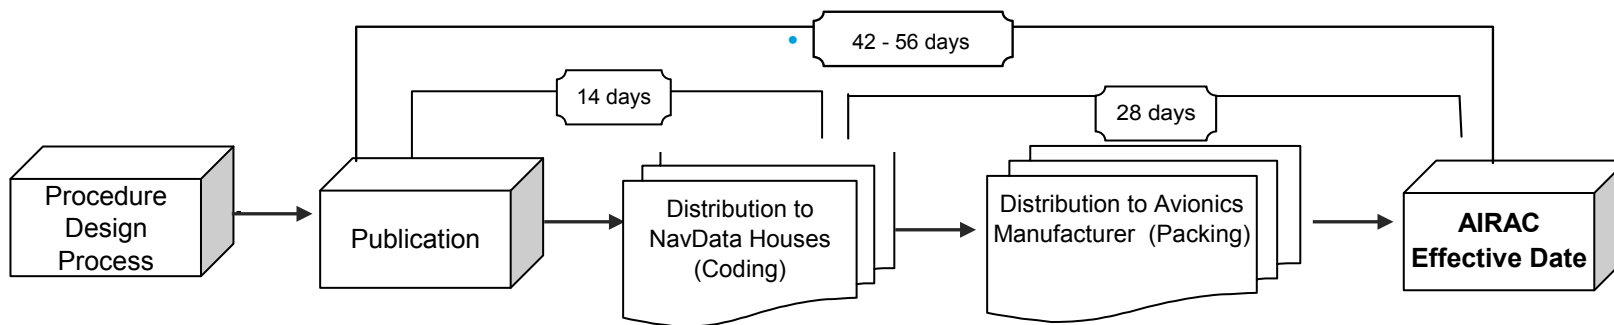 42 - 56 days
14 days
28 days
Procedure
Design
Process
Publication
Distribution to
NavData Houses
(Coding)
Distribution to Avionics
Manufacturer (Packing)
AIRAC
Effective Date